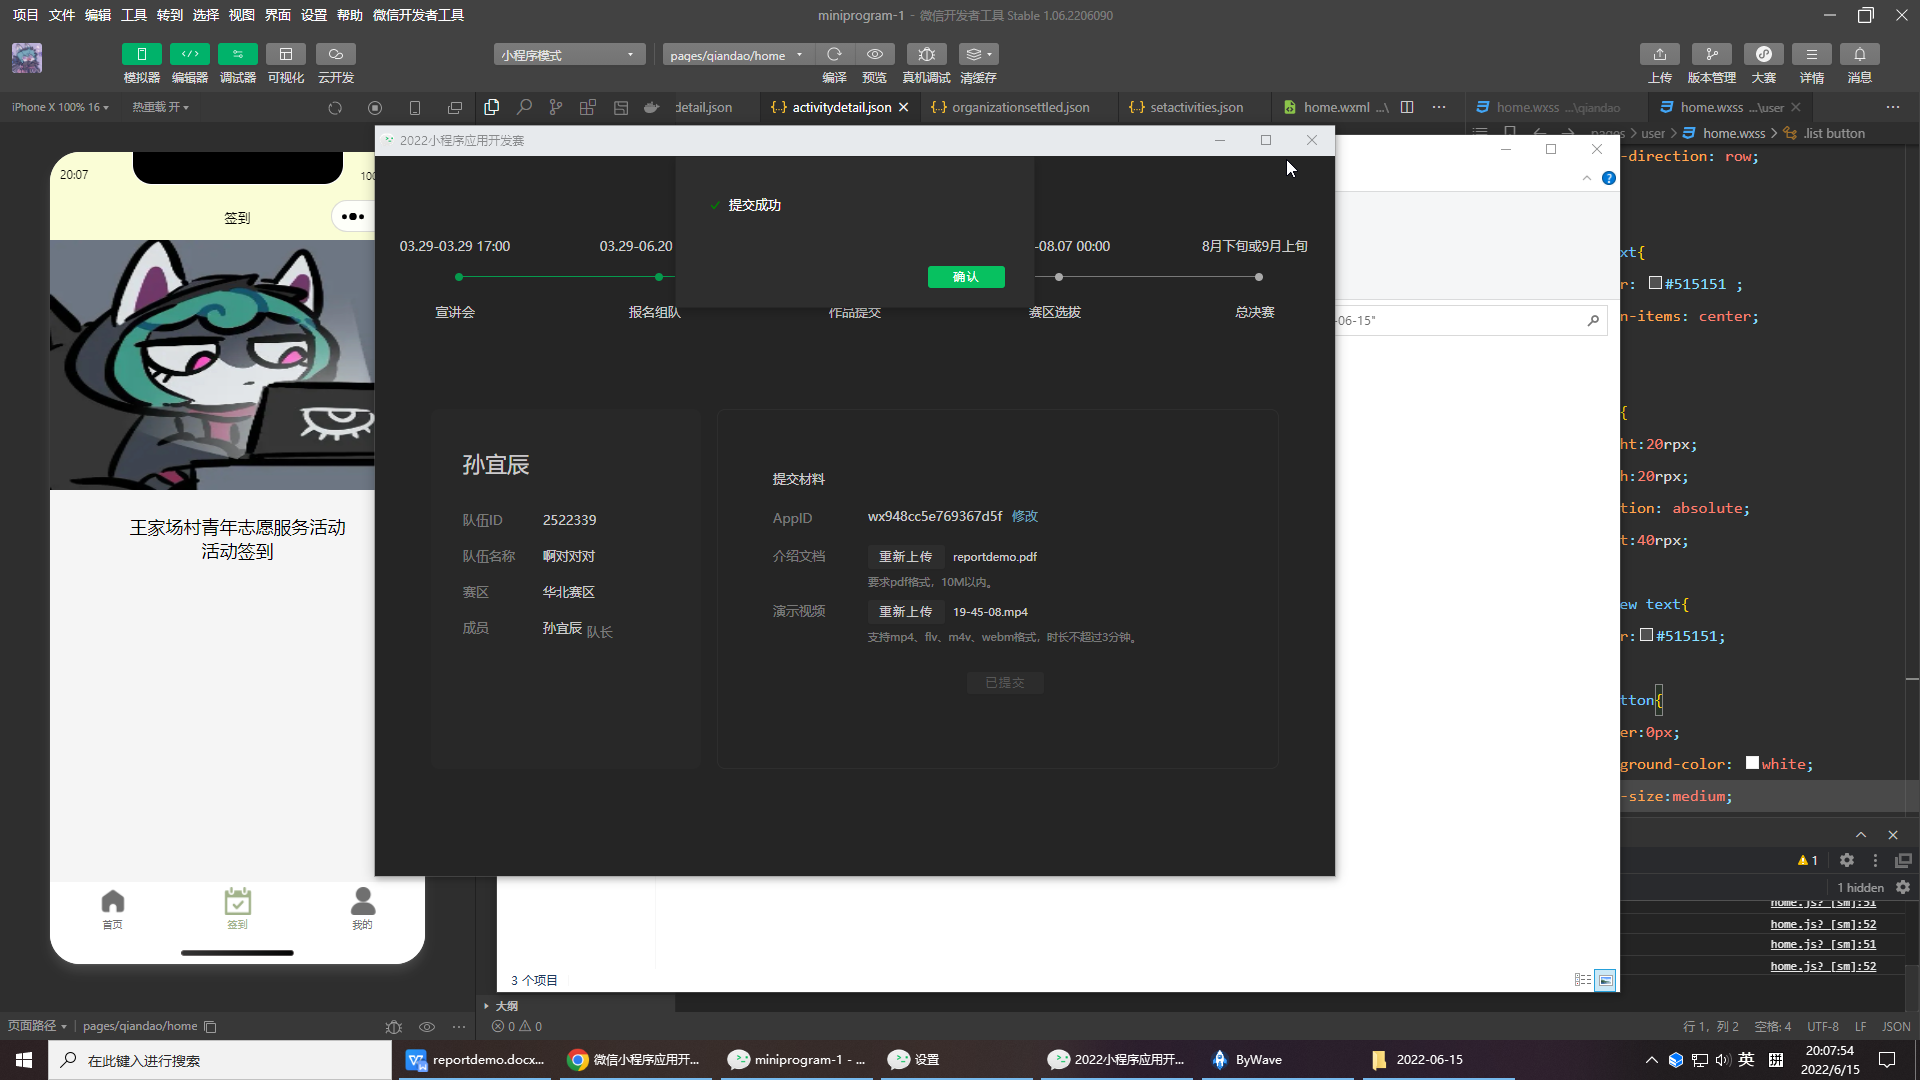 项目 文件 编辑 工具 转到 选择 视图 界面 设置 帮助 微信开发者工具
miniprogram-1 - 微信开发者工具 Stable 1.06.2206090
小程序模式
pages/qiandao/home
模拟器 编辑器 调试器 可视化 云开发
编译 预览 真机调试 清缓存
上传 版本管理 大赛 详情 消息
iPhone X 100% 16
热重载 开
detail.json
activitydetail.json
organizationsettled.json
setactivities.json
home.wxml ...\
home.wxss ...\qiandao
home.wxss ...\user
pages > user > home.wxss > .list button
2022小程序应用开发赛
20:07
100
签到
王家场村青年志愿服务活动
活动签到
首页
签到
我的
提交成功
确认
03.29-03.29 17:00
03.29-06.20
-08.07 00:00
8月下旬或9月上旬
宣讲会
报名组队
作品提交
赛区选拔
总决赛
孙宜辰
队伍ID 2522339
队伍名称 啊对对对
赛区 华北赛区
成员 孙宜辰 队长
提交材料
AppID wx948cc5e769367d5f 修改
介绍文档 重新上传 reportdemo.pdf
要求pdf格式，10M以内。
演示视频 重新上传 19-45-08.mp4
支持mp4、flv、m4v、webm格式，时长不超过3分钟。
已提交
-06-15"
3 个项目
-direction: row;
xt{
r: #515151 ;
n-items: center;
{
ht:20rpx;
h:20rpx;
tion: absolute;
t:40rpx;
ew text{
r: #515151;
tton{
er:0px;
ground-color: white;
-size:medium;
1
1 hidden
home.js? [sm]:51
home.js? [sm]:52
home.js? [sm]:51
home.js? [sm]:52
大纲
页面路径 pages/qiandao/home
0 0
行 1，列 2 空格: 4 UTF-8 LF JSON
在此键入进行搜索
reportdemo.docx...
微信小程序应用开...
miniprogram-1 - ...
设置
2022小程序应用开...
ByWave
2022-06-15
英
拼
20:07:54
2022/6/15